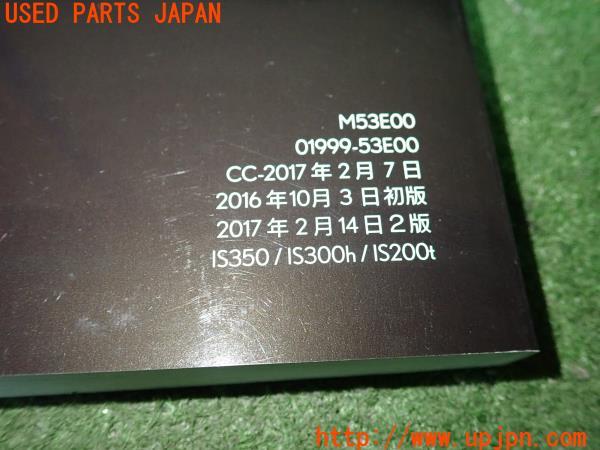 USED PARTS JAPAN
M53E00
01999-53E00
CC-2017年2月7日
2016年10月3日初版
2017年2月14日2版
IS350 / IS300h / IS200t
http://www.upjpn.com